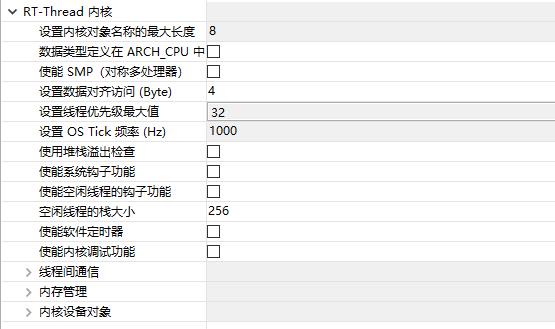 RT-Thread 内核
设置内核对象名称的最大长度 8
数据类型定义在 ARCH_CPU 中
使能 SMP（对称多处理器）
设置数据对齐访问 (Byte) 4
设置线程优先级最大值 32
设置 OS Tick 频率 (Hz) 1000
使用堆栈溢出检查
使能系统钩子功能
使能空闲线程的钩子功能
空闲线程的栈大小 256
使能软件定时器
使能内核调试功能
线程间通信
内存管理
内核设备对象